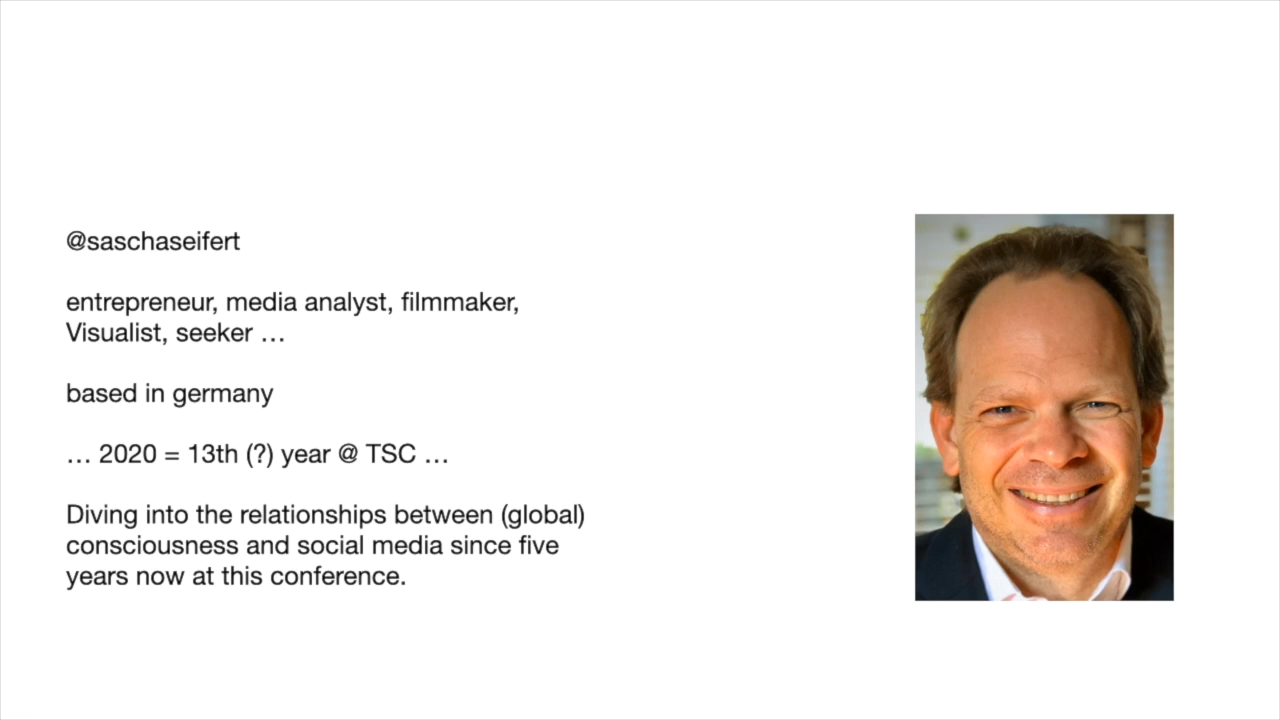 @saschaseifert
entrepreneur, media analyst, filmmaker,
Visualist, seeker …
based in germany
… 2020 = 13th (?) year @ TSC …
Diving into the relationships between (global)
consciousness and social media since five
years now at this conference.